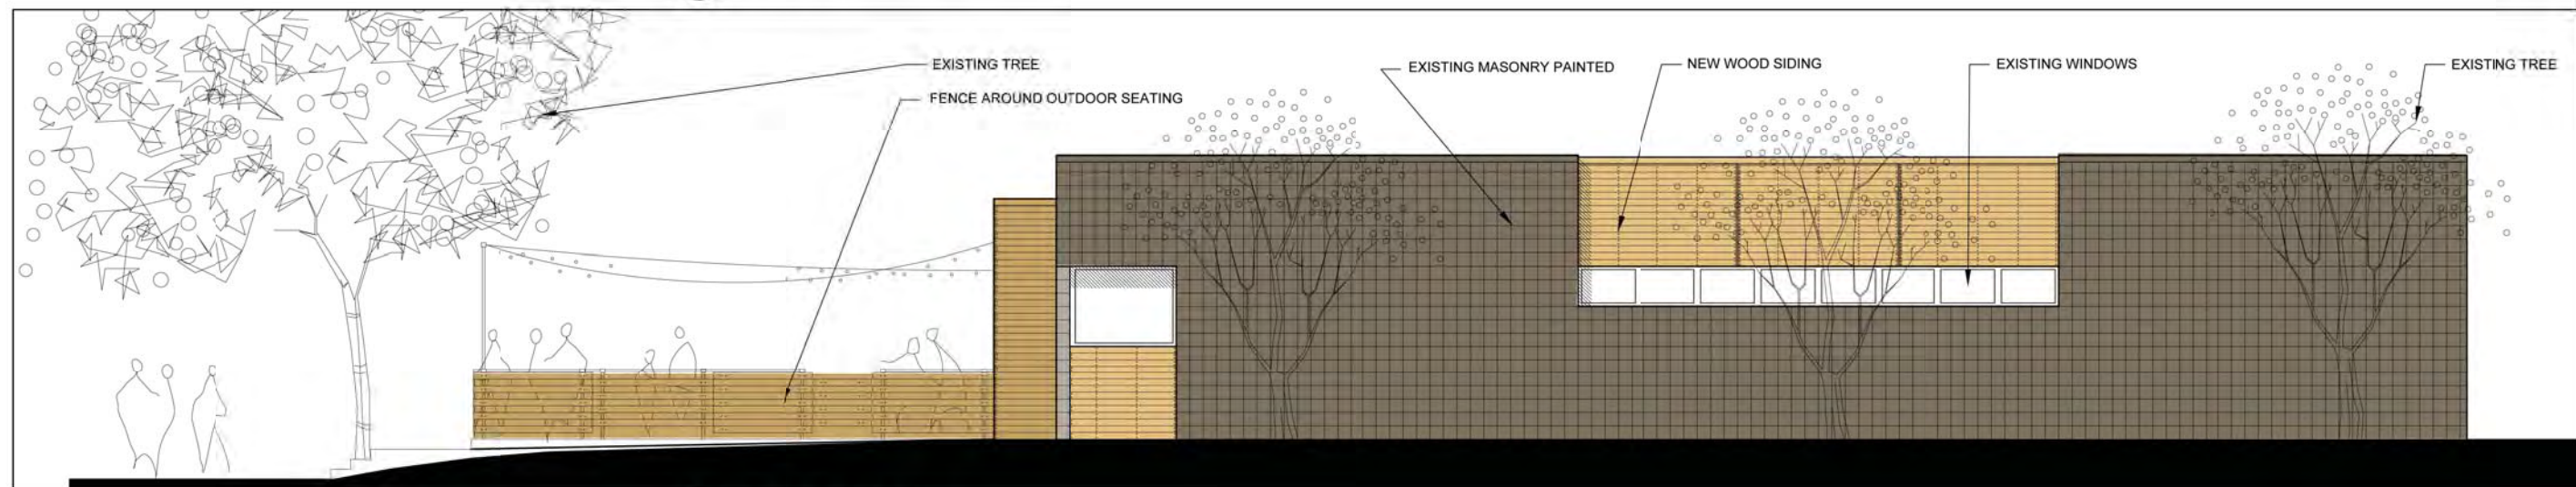 EXISTING TREE
FENCE AROUND OUTDOOR SEATING
EXISTING MASONRY PAINTED
NEW WOOD SIDING
EXISTING WINDOWS
EXISTING TREE